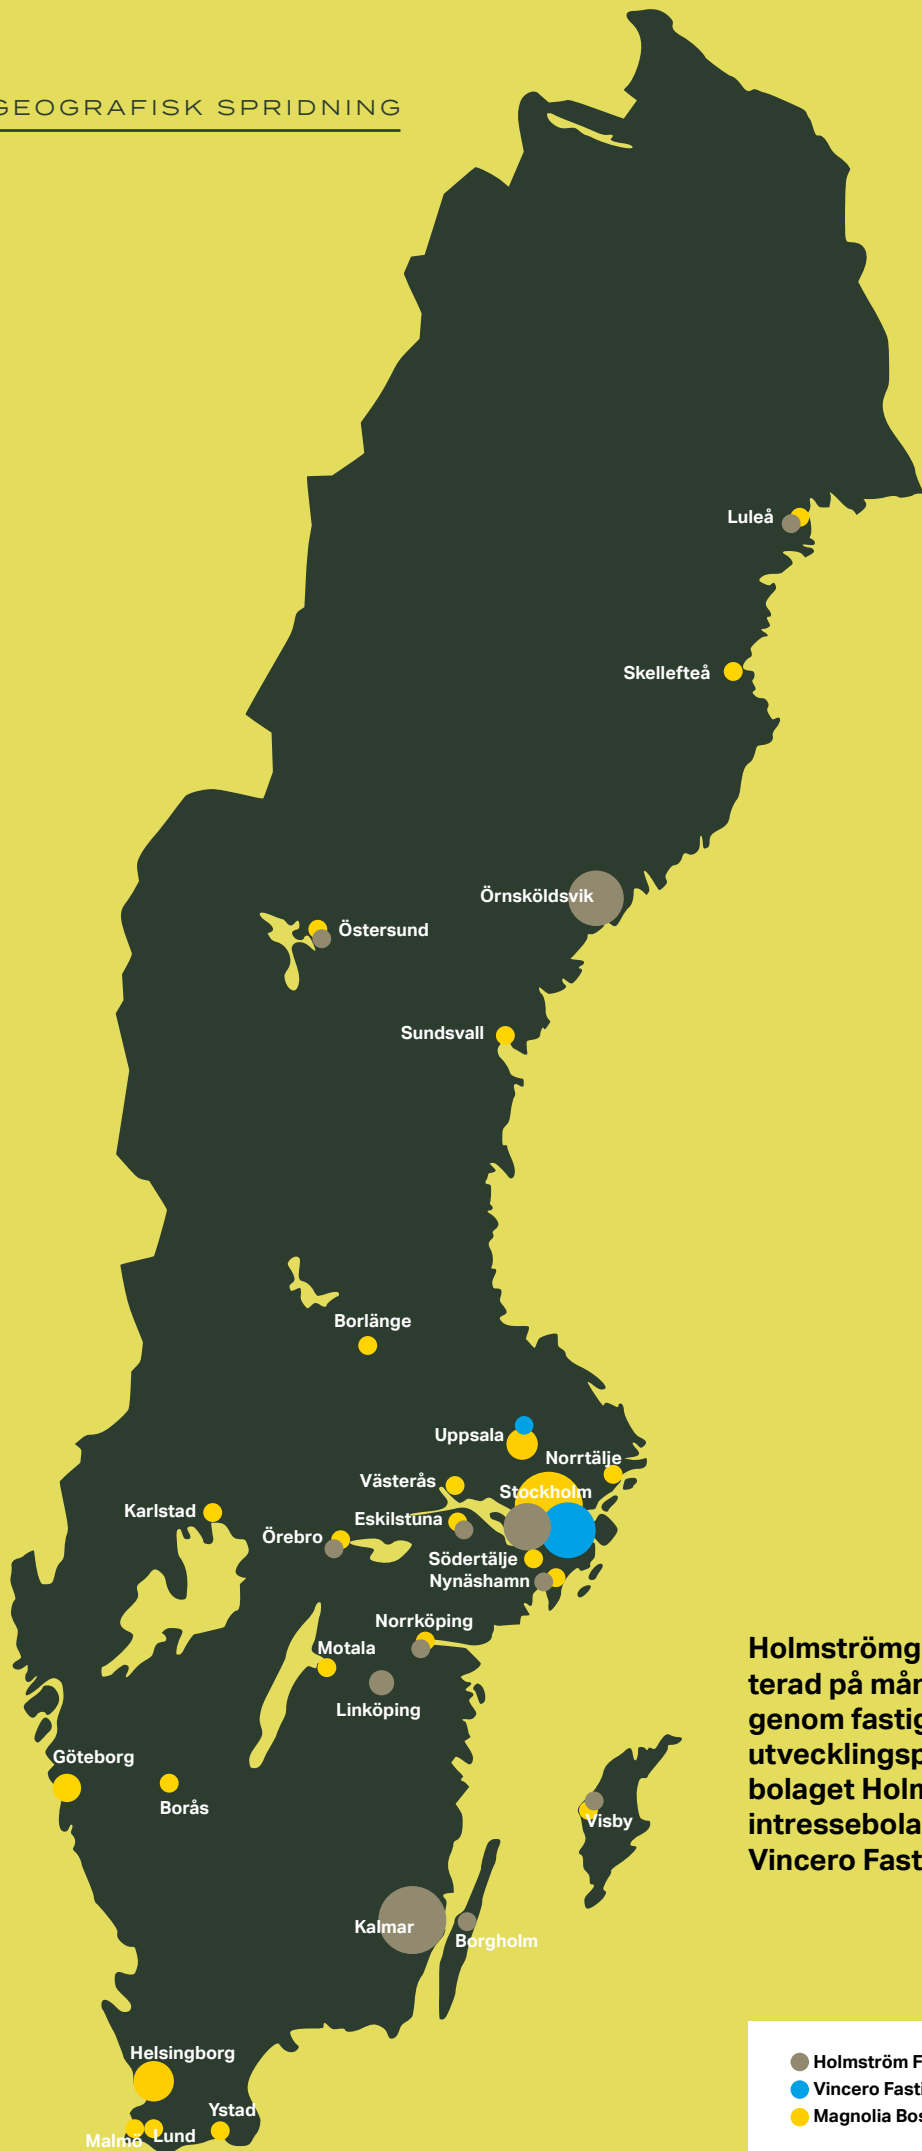 GEOGRAFISK SPRIDNING
Luleå
Skellefteå
Örnsköldsvik
Östersund
Sundsvall
Borlänge
Uppsala
Norrtälje
Västerås
Stockholm
Karlstad
Eskilstuna
Örebro
Södertälje
Nynäshamn
Norrköping
Motala
Linköping
Göteborg
Borås
Visby
Kalmar
Borgholm
Helsingborg
Ystad
Malmö
Lund
Holmströmg
terad på mån
genom fastig
utvecklingsp
bolaget Holm
intressebola
Vincero Fast
Holmström F
Vincero Fasti
Magnolia Bos